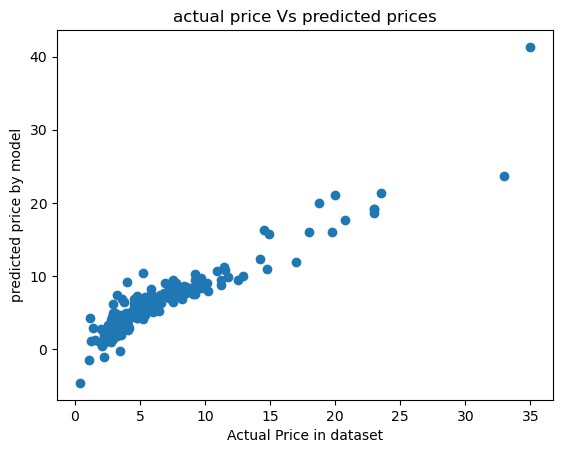 actual price Vs predicted prices
40
30
20
10
0
predicted price by model
0 5 10 15 20 25 30 35
Actual Price in dataset